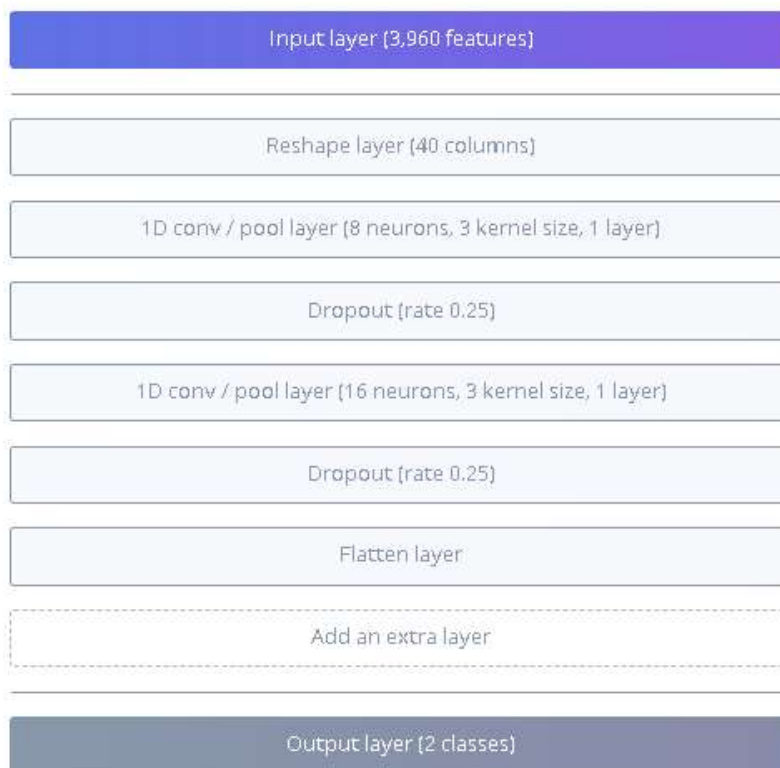 Input layer (3,960 features)
Reshape layer (40 columns)
1D conv / pool layer (8 neurons, 3 kernel size, 1 layer)
Dropout (rate 0.25)
1D conv / pool layer (16 neurons, 3 kernel size, 1 layer)
Dropout (rate 0.25)
Flatten layer
Add an extra layer
Output layer (2 classes)